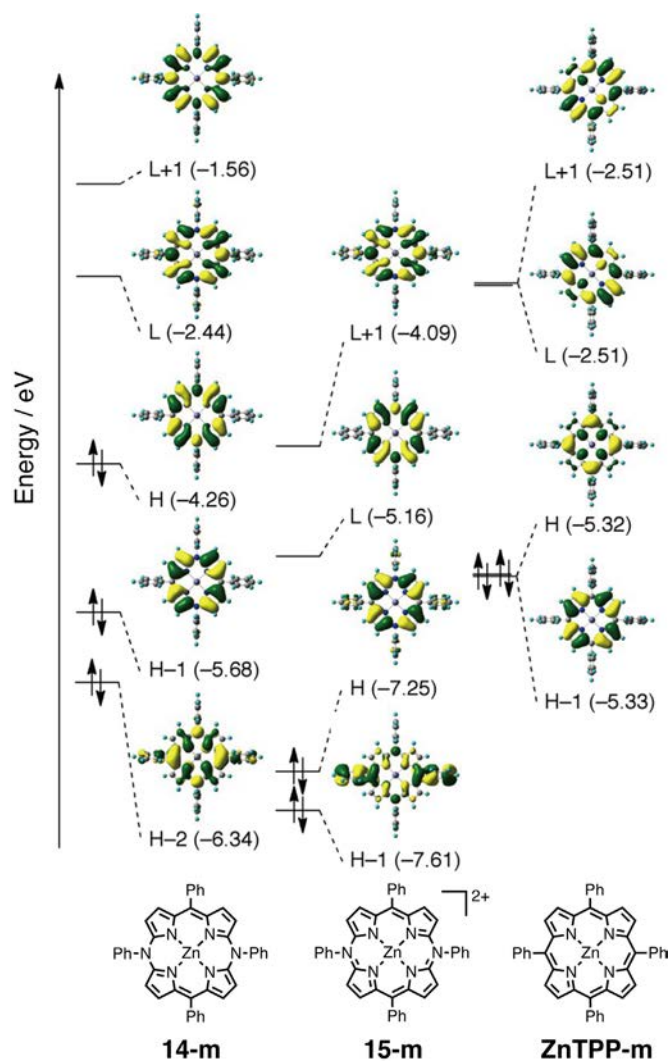 Energy / eV
L+1 (−1.56)
L (−2.44)
H (−4.26)
H−1 (−5.68)
H−2 (−6.34)
L+1 (−4.09)
L (−5.16)
H (−7.25)
H−1 (−7.61)
L+1 (−2.51)
L (−2.51)
H (−5.32)
H−1 (−5.33)
Ph
N N
Ph-N Zn N-Ph
N N
Ph
14-m
Ph
2+
N N
Ph-N Zn N-Ph
N N
Ph
15-m
Ph
N N
Ph Zn Ph
N N
Ph
ZnTPP-m